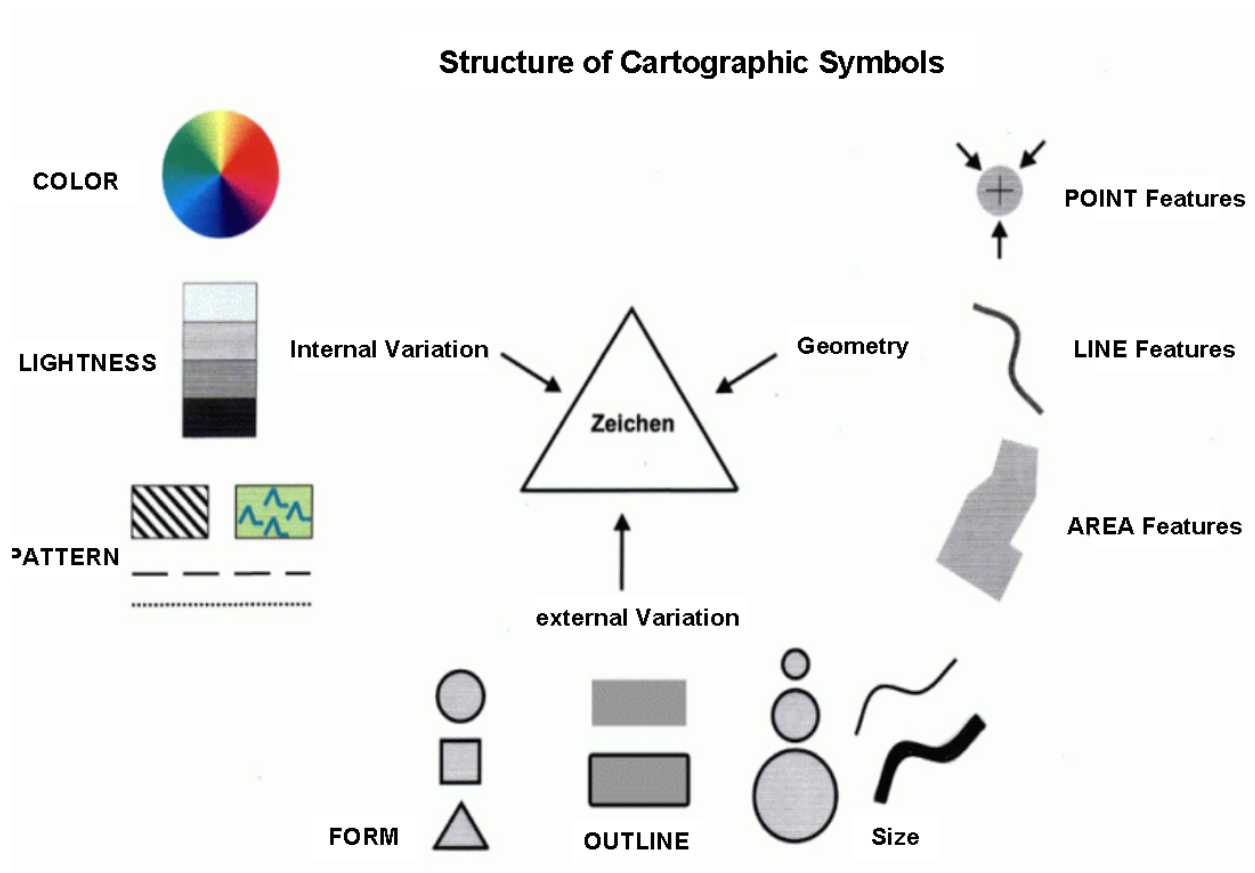 Structure of Cartographic Symbols
COLOR
POINT Features
LIGHTNESS
Internal Variation
Geometry
LINE Features
Zeichen
PATTERN
AREA Features
external Variation
FORM
OUTLINE
Size